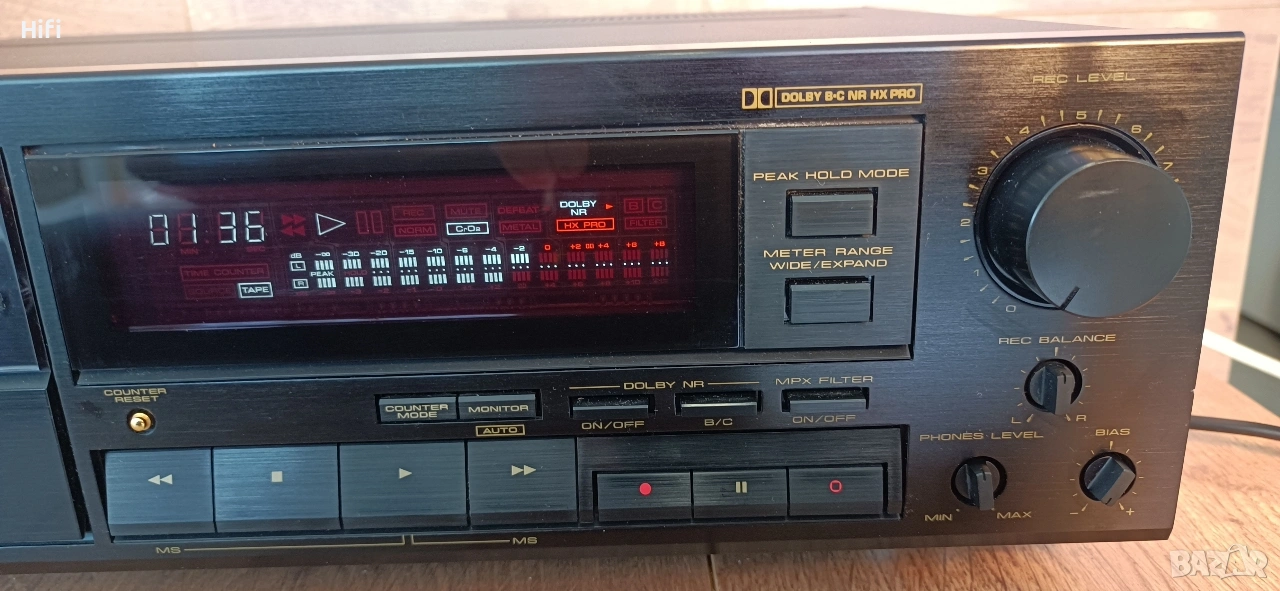 HiFi
REC LEVEL
DOLBY B·C NR HX PRO
0 1 2 3 4 5 6 7
PEAK HOLD MODE
METER RANGE
WIDE/EXPAND
01:36
MIN
REC MUTE DEFEAT
NORM CrO₂ METAL
DOLBY
NR
B C
HX PRO FILTER
dB -∞ -30 -20 -15 -10 -6 -4 -2 0 +2 +4 +6 +8
L
PEAK HOLD
R
TIME COUNTER
TAPE
REC BALANCE
L R
COUNTER
RESET
COUNTER
MODE
MONITOR
AUTO
DOLBY NR
ON/OFF B/C
MPX FILTER
ON/OFF
PHONES LEVEL
MIN MAX
BIAS
- +
MS MS
BAZAR